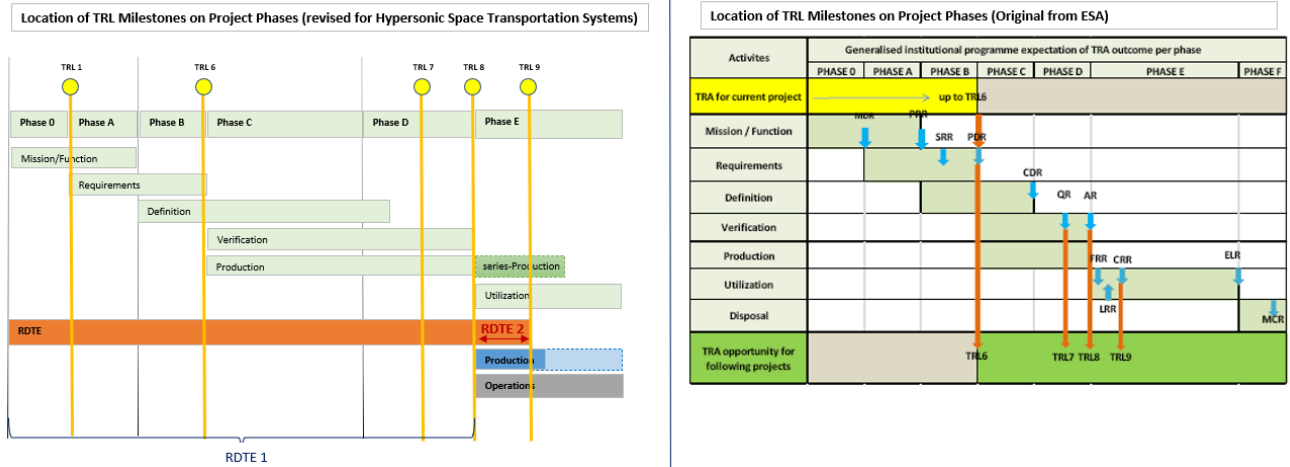 Location of TRL Milestones on Project Phases (revised for Hypersonic Space Transportation Systems)
TRL 1
TRL 6
TRL 7
TRL 8
TRL 9
Phase 0
Phase A
Phase B
Phase C
Phase D
Phase E
Mission/Function
Requirements
Definition
Verification
Production
series-Production
Utilization
RDTE
RDTE 2
Production
Operations
RDTE 1
Location of TRL Milestones on Project Phases (Original from ESA)
Activites
Generalised institutional programme expectation of TRA outcome per phase
PHASE 0
PHASE A
PHASE B
PHASE C
PHASE D
PHASE E
PHASE F
TRA for current project
up to TRL6
Mission / Function
MDR
PRR
SRR
PDR
Requirements
CDR
Definition
QR
AR
Verification
Production
FRR
CRR
ELR
Utilization
LRR
Disposal
MCR
TRA opportunity for
following projects
TRL6
TRL7
TRL8
TRL9